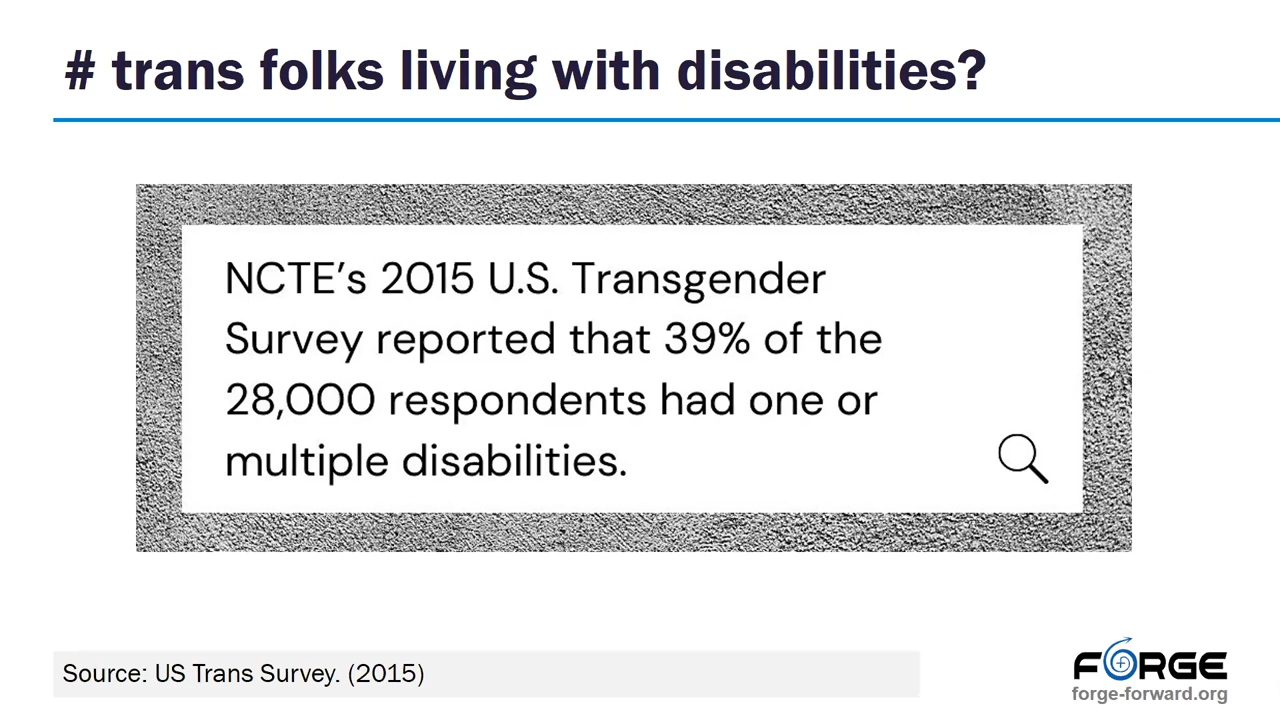 # trans folks living with disabilities?
NCTE’s 2015 U.S. Transgender
Survey reported that 39% of the
28,000 respondents had one or
multiple disabilities.
Source: US Trans Survey. (2015)
FORGE
forge-forward.org